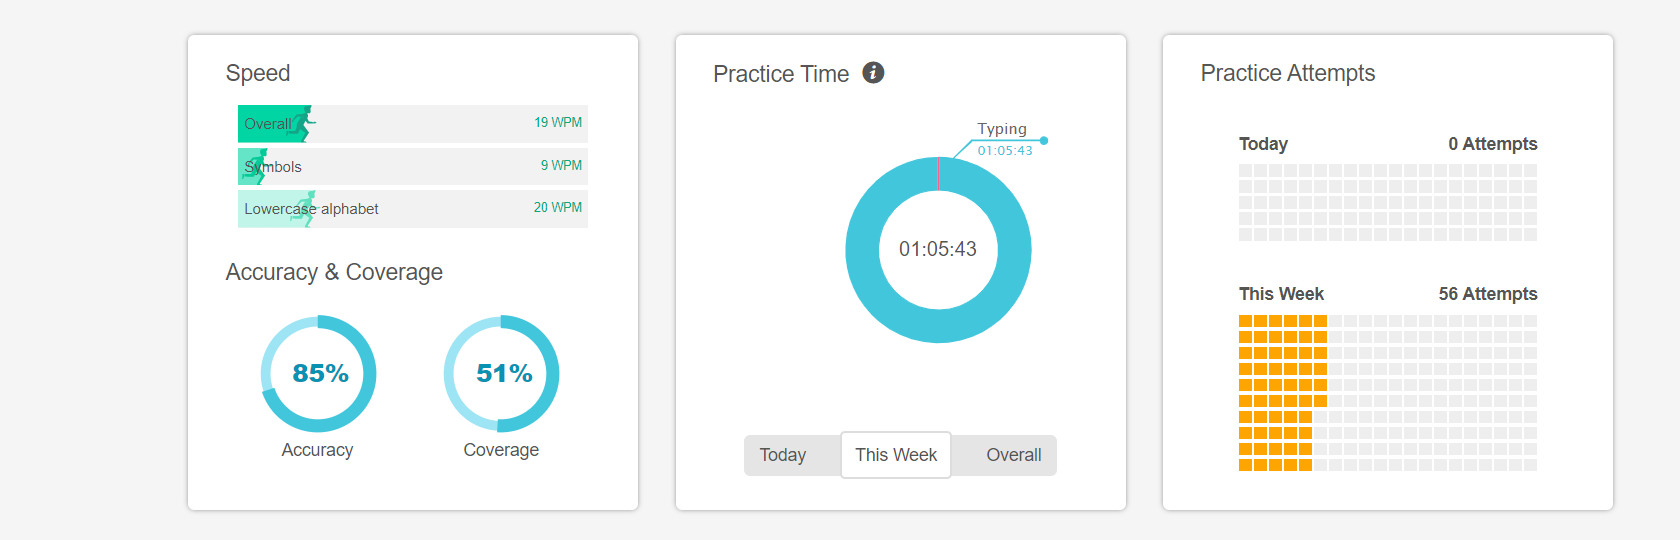 Speed
Overall 19 WPM
Symbols 9 WPM
Lowercase alphabet 20 WPM
Accuracy & Coverage
85%
51%
Accuracy
Coverage
Practice Time i
Typing
01:05:43
01:05:43
Today This Week Overall
Practice Attempts
Today 0 Attempts
This Week 56 Attempts